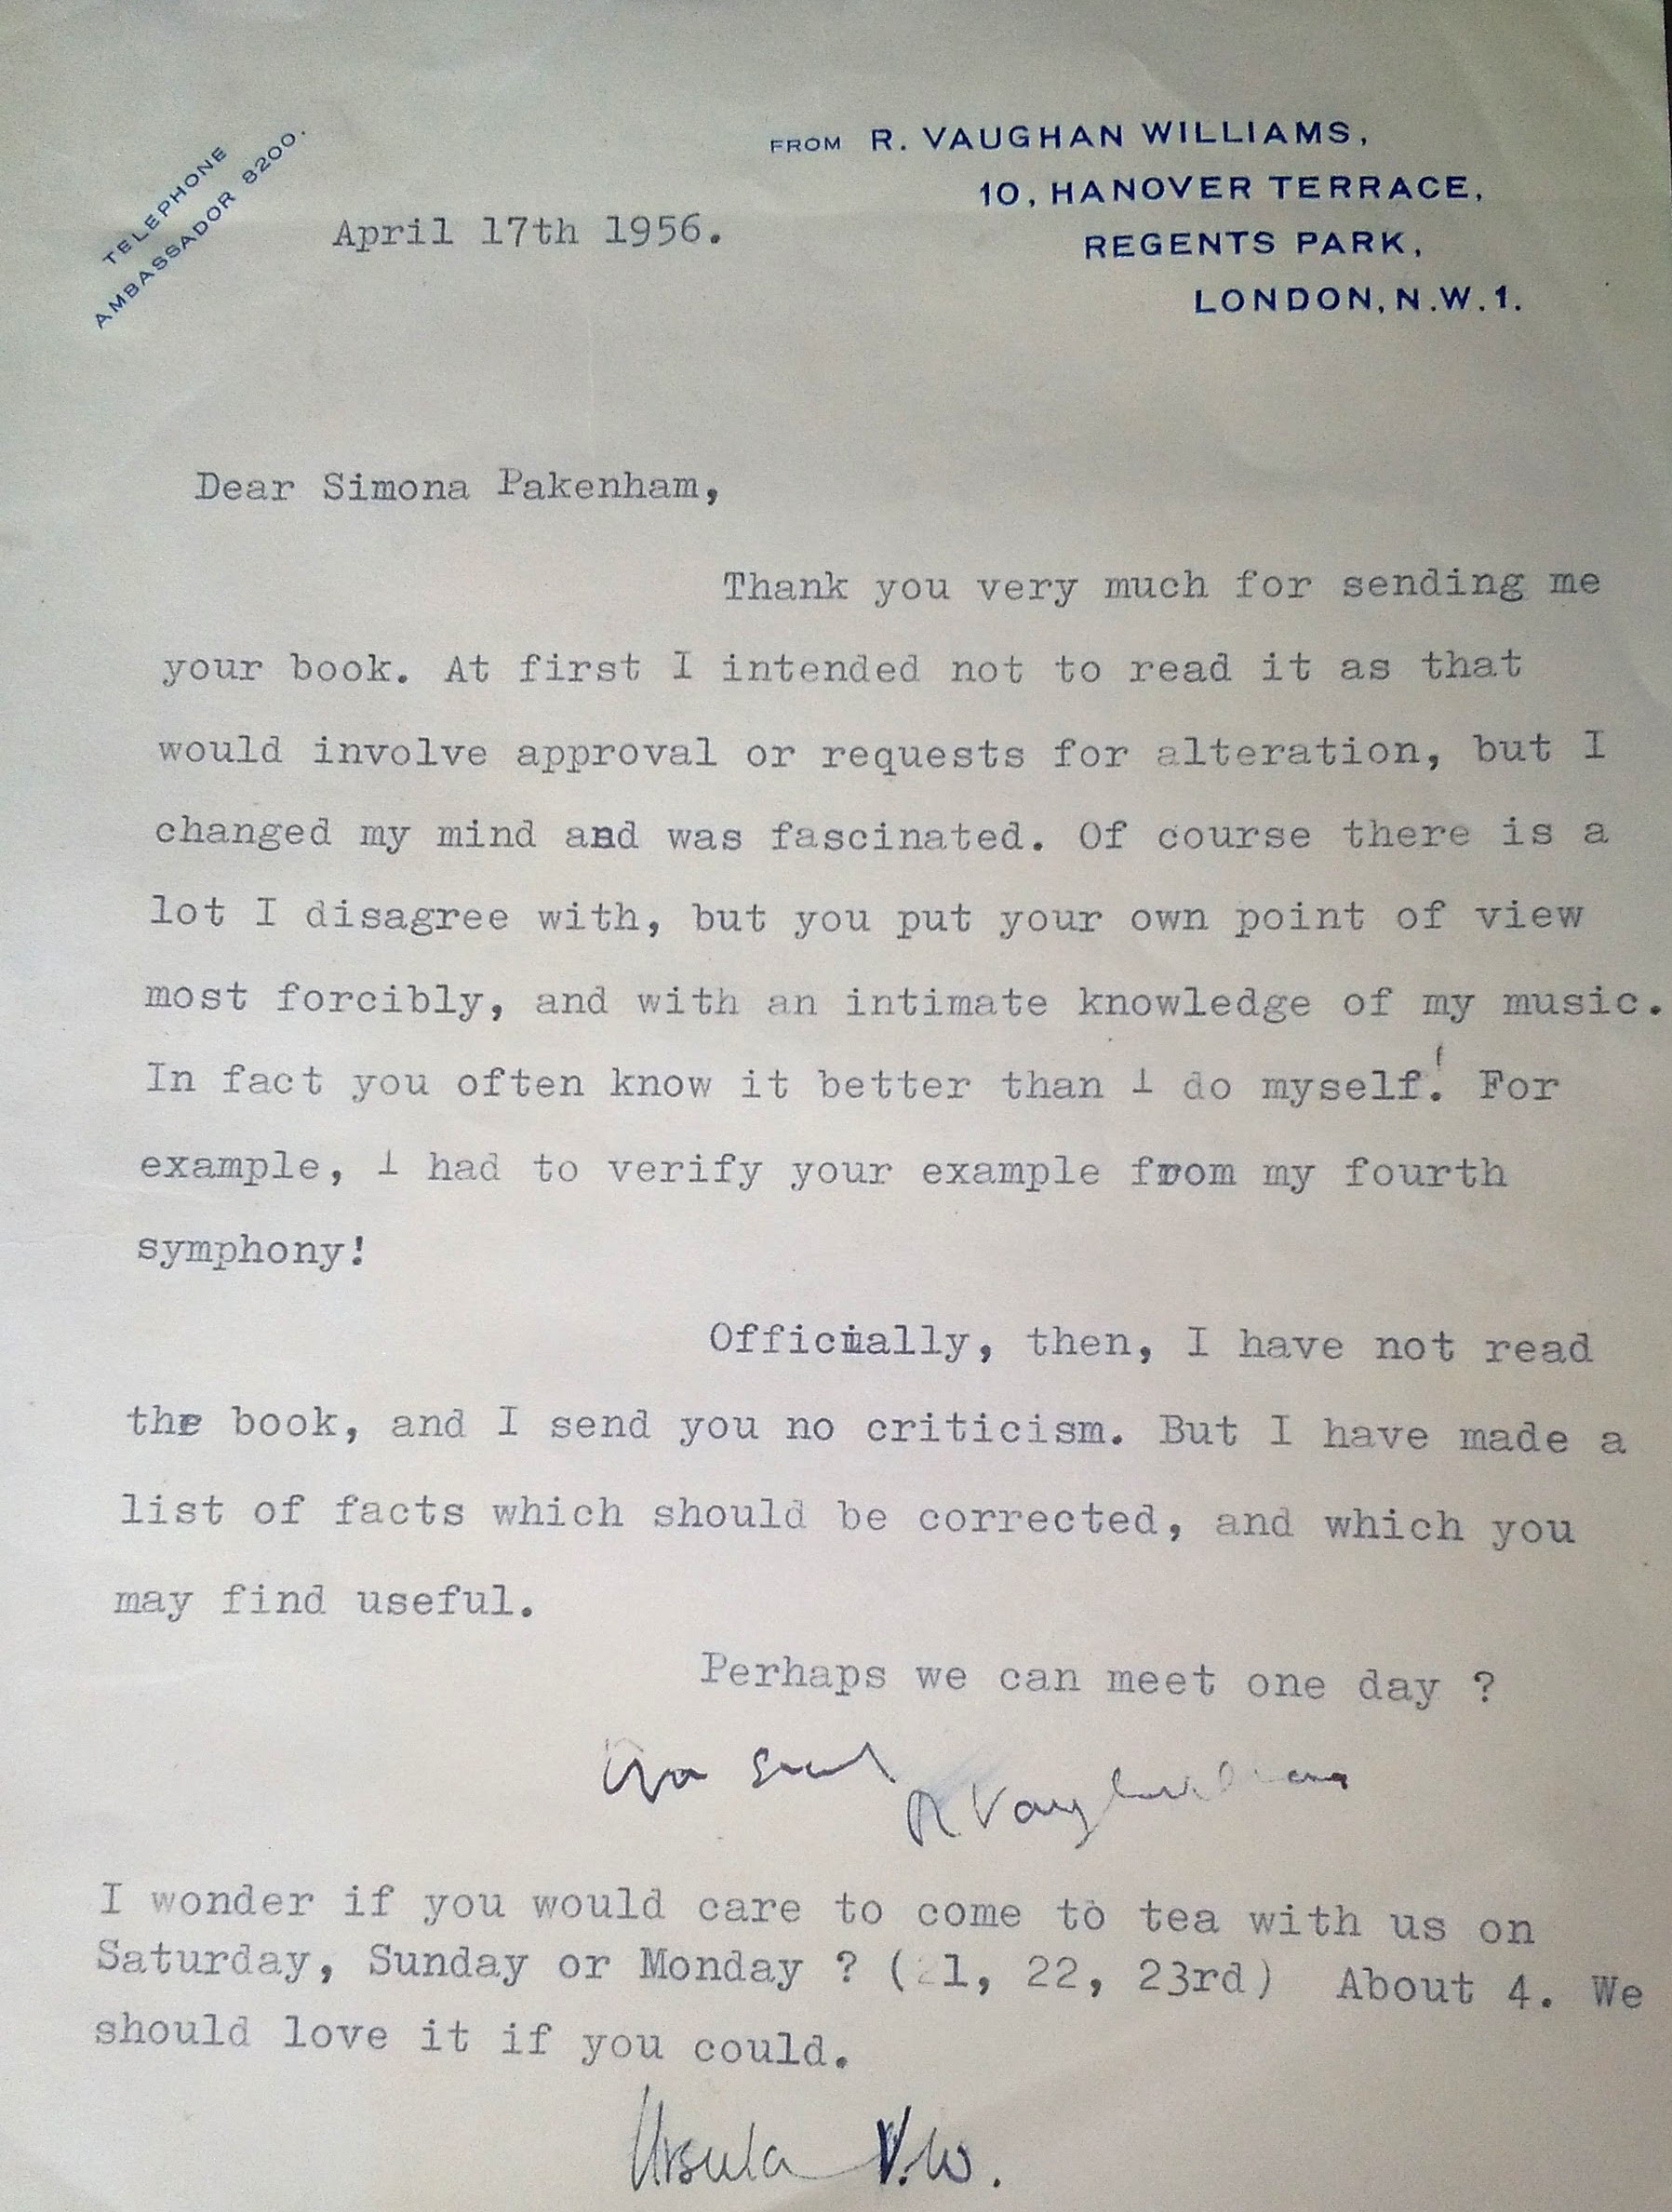 TELEPHONE
AMBASSADOR 8200.
FROM R. VAUGHAN WILLIAMS,
10, HANOVER TERRACE,
REGENTS PARK,
LONDON, N.W.1.
April 17th 1956.
Dear Simona Pakenham,
Thank you very much for sending me
your book. At first I intended not to read it as that
would involve approval or requests for alteration, but I
changed my mind and was fascinated. Of course there is a
lot I disagree with, but you put your own point of view
most forcibly, and with an intimate knowledge of my music.
In fact you often know it better than I do myself! For
example, I had to verify your example from my fourth
symphony!
Officially, then, I have not read
the book, and I send you no criticism. But I have made a
list of facts which should be corrected, and which you
may find useful.
Perhaps we can meet one day ?
R Vaughan Williams
I wonder if you would care to come to tea with us on
Saturday, Sunday or Monday ? (21, 22, 23rd) About 4. We
should love it if you could.
Ursula V.W.